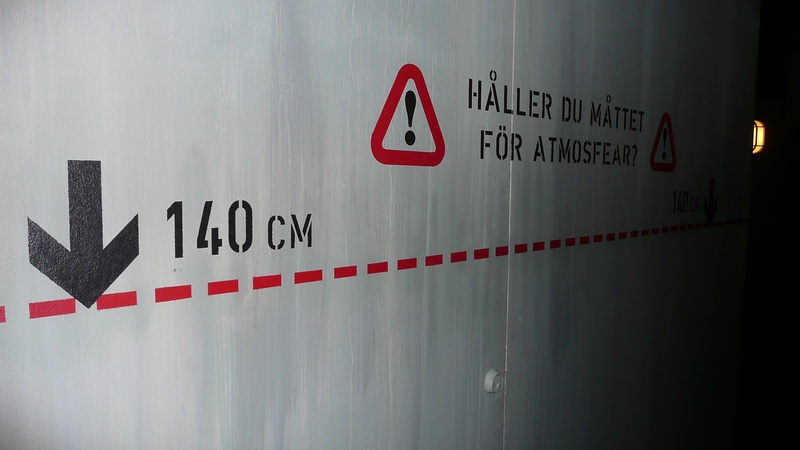 HÅLLER DU MÅTTET
FÖR ATMOSFEAR?
140 CM
140 CM